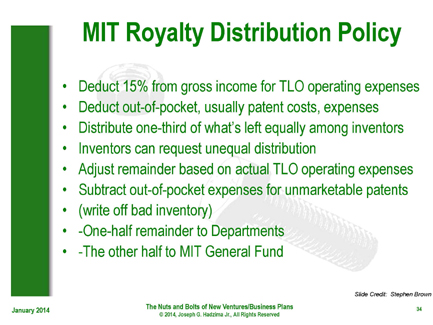 MIT Royalty Distribution Policy
• Deduct 15% from gross income for TLO operating expenses
• Deduct out-of-pocket, usually patent costs, expenses
• Distribute one-third of what's left equally among inventors
• Inventors can request unequal distribution
• Adjust remainder based on actual TLO operating expenses
• Subtract out-of-pocket expenses for unmarketable patents
• (write off bad inventory)
• -One-half remainder to Departments
• -The other half to MIT General Fund
Slide Credit: Stephen Brown
January 2014
The Nuts and Bolts of New Ventures/Business Plans
© 2014, Joseph G. Hadzima Jr., All Rights Reserved
34